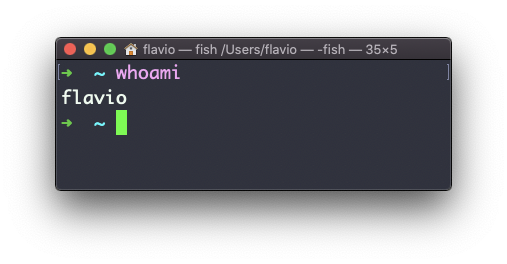 flavio — fish /Users/flavio — -fish — 35×5
➜ ~ whoami
flavio
➜ ~